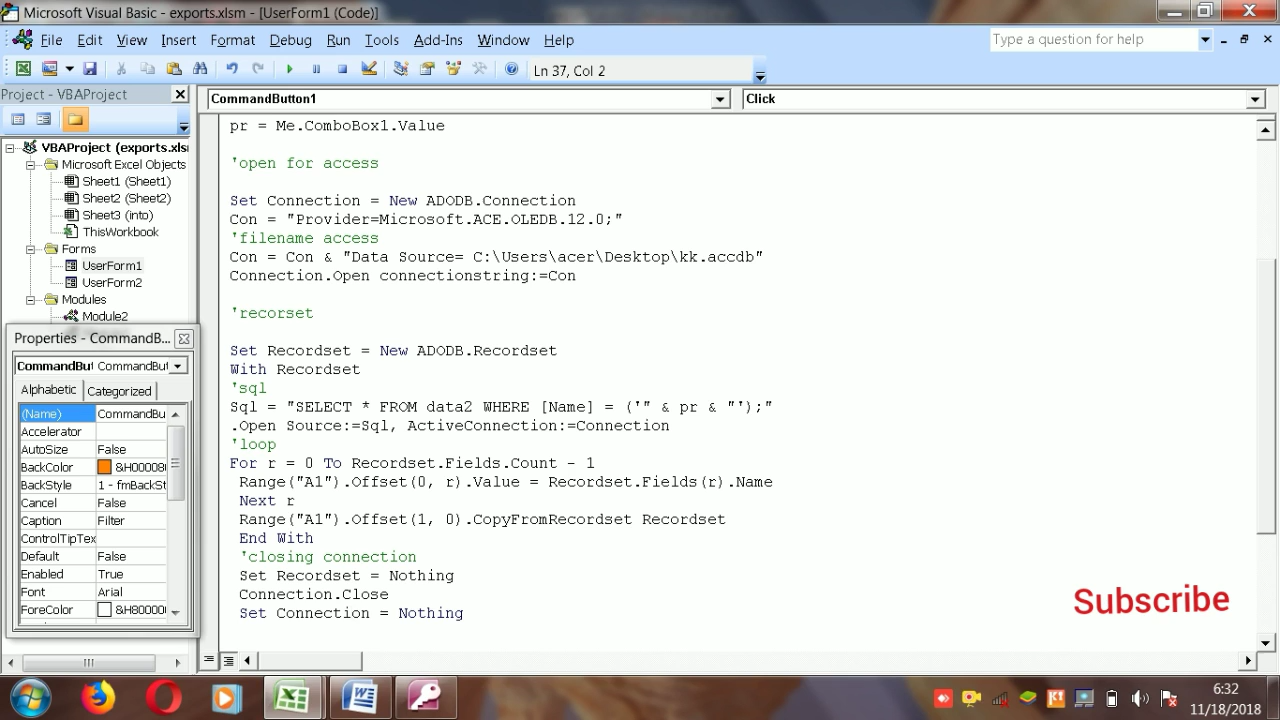 Microsoft Visual Basic - exports.xlsm - [UserForm1 (Code)]
File Edit View Insert Format Debug Run Tools Add-Ins Window Help
Type a question for help
Ln 37, Col 2
Project - VBAProject
CommandButton1
Click
VBAProject (exports.xlsm
Microsoft Excel Objects
Sheet1 (Sheet1)
Sheet2 (Sheet2)
Sheet3 (into)
ThisWorkbook
Forms
UserForm1
UserForm2
Modules
Module2
Properties - CommandB...
CommandBut CommandBut
Alphabetic Categorized
(Name) CommandBu
Accelerator
AutoSize False
BackColor &H00008
BackStyle 1 - fmBackSt
Cancel False
Caption Filter
ControlTipTex
Default False
Enabled True
Font Arial
ForeColor &H80000
pr = Me.ComboBox1.Value
'open for access
Set Connection = New ADODB.Connection
Con = "Provider=Microsoft.ACE.OLEDB.12.0;"
'filename access
Con = Con & "Data Source= C:\Users\acer\Desktop\kk.accdb"
Connection.Open connectionstring:=Con
'recorset
Set Recordset = New ADODB.Recordset
With Recordset
'sql
Sql = "SELECT * FROM data2 WHERE [Name] = ('" & pr & "');"
.Open Source:=Sql, ActiveConnection:=Connection
'loop
For r = 0 To Recordset.Fields.Count - 1
Range("A1").Offset(0, r).Value = Recordset.Fields(r).Name
Next r
Range("A1").Offset(1, 0).CopyFromRecordset Recordset
End With
'closing connection
Set Recordset = Nothing
Connection.Close
Set Connection = Nothing
Subscribe
6:32
11/18/2018